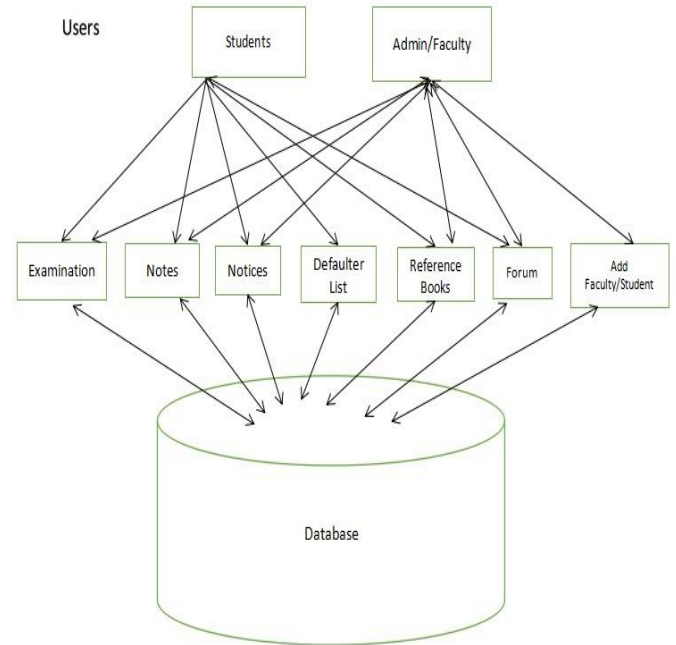 Users
Students
Admin/Faculty
Examination
Notes
Notices
Defaulter
List
Reference
Books
Forum
Add
Faculty/Student
Database